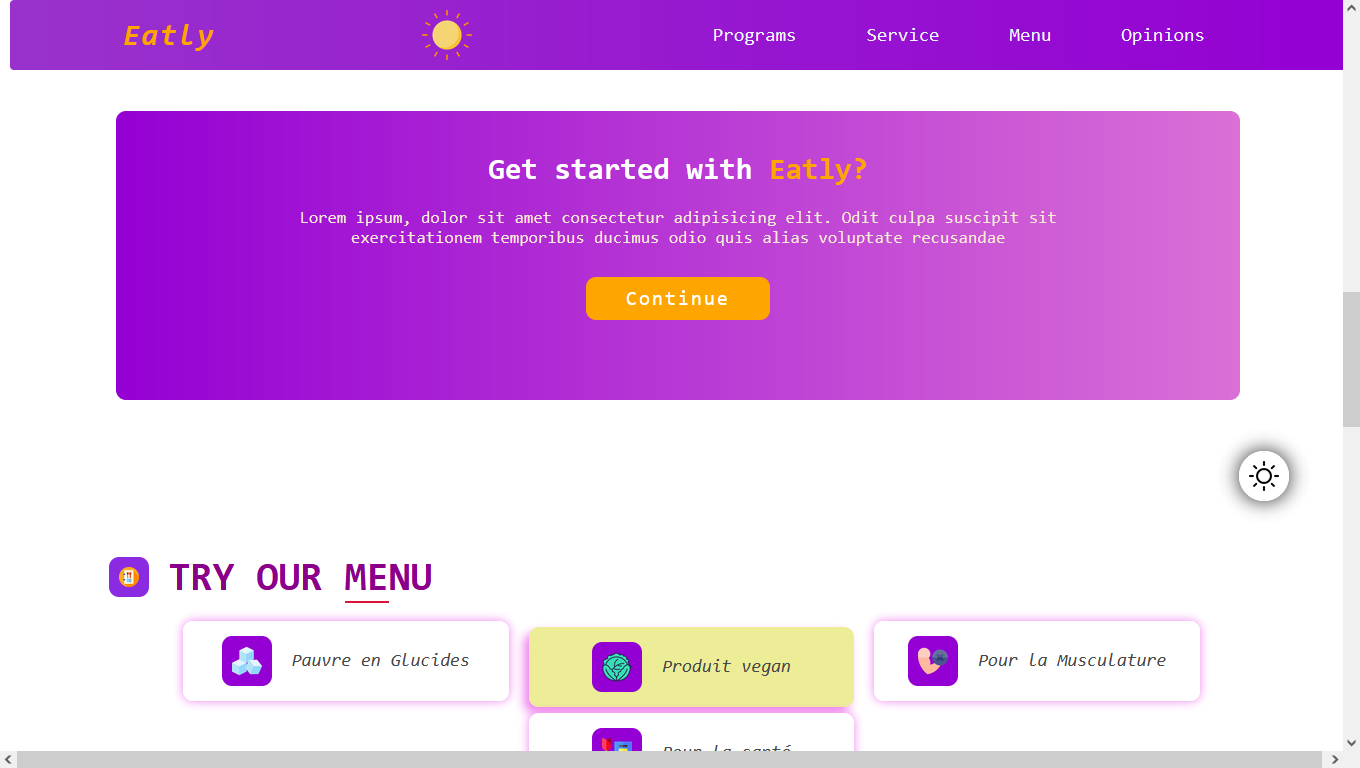 Eatly
Programs
Service
Menu
Opinions
Get started with Eatly?
Lorem ipsum, dolor sit amet consectetur adipisicing elit. Odit culpa suscipit sit
exercitationem temporibus ducimus odio quis alias voluptate recusandae
Continue
TRY OUR MENU
Pauvre en Glucides
Produit vegan
Pour la Musculature
Pour la santé